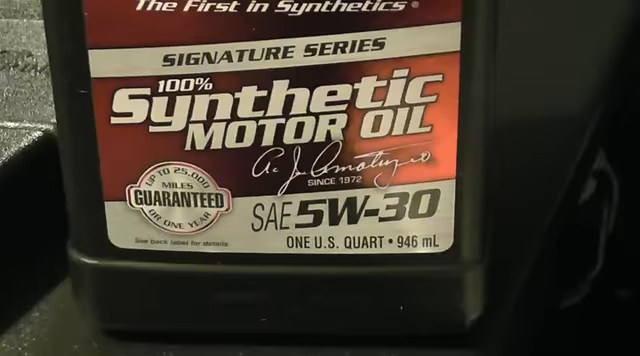 The First in Synthetics®
SIGNATURE SERIES
100%
Synthetic
MOTOR OIL
SINCE 1972
UP TO 25,000
MILES
GUARANTEED
OR ONE YEAR
See back label for details
SAE 5W-30
ONE U.S. QUART • 946 mL